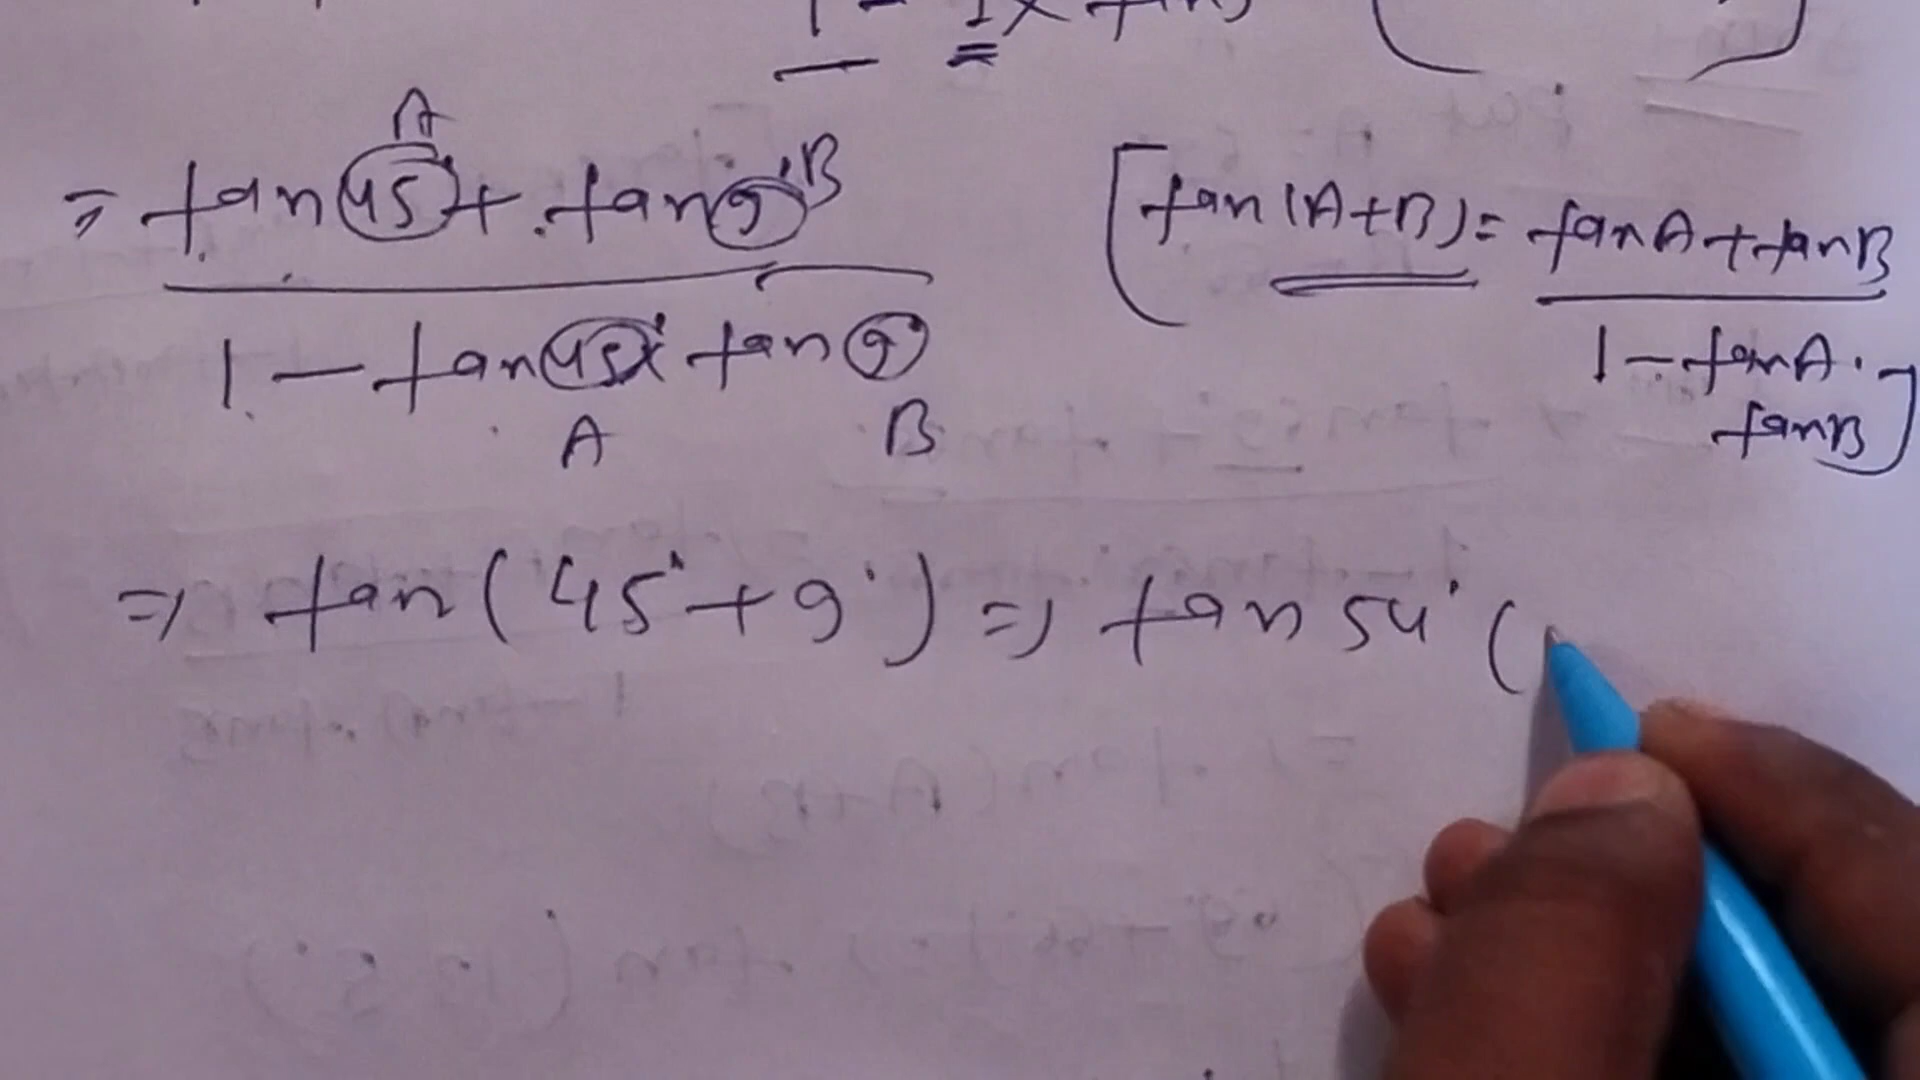 A
= tan 45° + tan 9° B
1 - tan 45° × tan 9°
A B
[tan(A+B) = tanA + tanB
1 - tanA.
tanB]
=> tan(45° + 9°) => tan 54° (